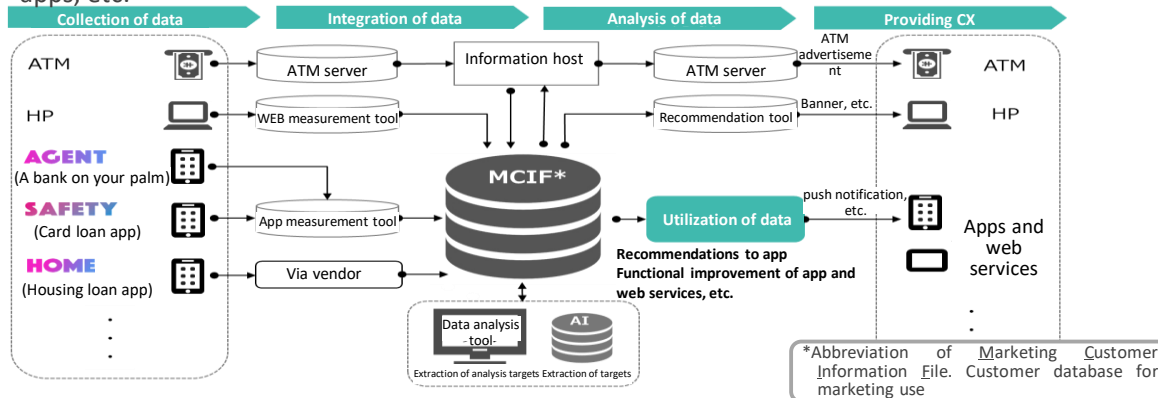 apps, etc.
Collection of data
Integration of data
Analysis of data
Providing CX
ATM
ATM server
Information host
ATM server
ATM
advertiseme
nt
ATM
HP
WEB measurement tool
Recommendation tool
Banner, etc.
HP
AGENT
(A bank on your palm)
MCIF*
SAFETY
(Card loan app)
App measurement tool
Utilization of data
push notification,
etc.
Apps and
web
services
HOME
(Housing loan app)
Via vendor
Recommendations to app
Functional improvement of app and
web services, etc.
Data analysis
-tool-
AI
Extraction of analysis targets
Extraction of targets
*Abbreviation of Marketing Customer
Information File. Customer database for
marketing use